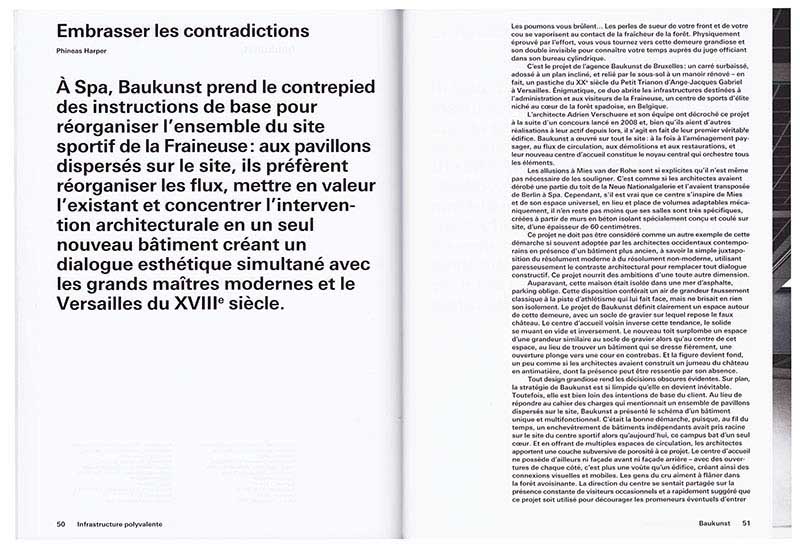 Embrasser les contradictions
Phineas Harper
À Spa, Baukunst prend le contrepied
des instructions de base pour
réorganiser l'ensemble du site
sportif de la Fraineuse : aux pavillons
dispersés sur le site, ils préfèrent
réorganiser les flux, mettre en valeur
l'existant et concentrer l'interven-
tion architecturale en un seul
nouveau bâtiment créant un
dialogue esthétique simultané avec
les grands maîtres modernes et le
Versailles du XVIIIe siècle.
50 Infrastructure polyvalente
Les poumons vous brûlent… Les perles de sueur de votre front et de votre
cou se vaporisent au contact de la fraîcheur de la forêt. Physiquement
éprouvé par l'effort, vous vous tournez vers cette demeure grandiose et
son double invisible pour connaître votre temps auprès du juge officiant
dans son bureau cylindrique.
C'est le projet de l'agence Baukunst de Bruxelles : un carré surbaissé,
adossé à un plan incliné, et relié par le sous-sol à un manoir rénové – en
fait, un pastiche du XXe siècle du Petit Trianon d'Ange-Jacques Gabriel
à Versailles. Énigmatique, ce duo abrite les infrastructures destinées à
l'administration et aux visiteurs de la Fraineuse, un centre de sports d'élite
niché au cœur de la forêt spadoise, en Belgique.
L'architecte Adrien Verschuere et son équipe ont décroché ce projet
à la suite d'un concours lancé en 2008 et, bien qu'ils aient d'autres
réalisations à leur actif depuis lors, il s'agit en fait de leur premier véritable
édifice. Baukunst a œuvré sur tout le site : à la fois à l'aménagement pay-
sager, au flux de circulation, aux démolitions et aux restaurations, et
leur nouveau centre d'accueil constitue le noyau central qui orchestre tous
les éléments.
Les allusions à Mies van der Rohe sont si explicites qu'il n'est même
pas nécessaire de les souligner. C'est comme si les architectes avaient
dérobé une partie du toit de la Neue Nationalgalerie et l'avaient transposée
de Berlin à Spa. Cependant, s'il est vrai que ce centre s'inspire de Mies
et de son espace universel, en lieu et place de volumes adaptables méca-
niquement, il n'en reste pas moins que ses salles sont très spécifiques,
créées à partir de murs en béton isolant spécialement conçu et coulé sur
site, d'une épaisseur de 60 centimètres.
Ce projet ne doit pas être considéré comme un autre exemple de cette
démarche si souvent adoptée par les architectes occidentaux contempo-
rains en présence d'un bâtiment plus ancien, à savoir la simple juxtapo-
sition du résolument moderne à du résolument non-moderne, utilisant
paresseusement le contraste architectural pour remplacer tout dialogue
constructif. Ce projet nourrit des ambitions d'une toute autre dimension.
Auparavant, cette maison était isolée dans une mer d'asphalte,
parking oblige. Cette disposition conférait un air de grandeur faussement
classique à la piste d'athlétisme qui lui fait face, mais ne brisait en rien
son isolement. Le projet de Baukunst définit clairement un espace autour
de cette demeure, avec un socle de gravier sur lequel repose le faux
château. Le centre d'accueil voisin inverse cette tendance, le solide
se muant en vide et inversement. Le nouveau toit surplombe un espace
d'une grandeur similaire au socle de gravier alors qu'au centre de cet
espace, au lieu de trouver un bâtiment qui se dresse fièrement, une
ouverture plonge vers une cour en contrebas. Et la figure devient fond,
un peu comme si les architectes avaient construit un jumeau du château
en antimatière, dont la présence peut être ressentie par son absence.
Tout design grandiose rend les décisions obscures évidentes. Sur plan,
la stratégie de Baukunst est si limpide qu'elle en devient inévitable.
Toutefois, elle est bien loin des intentions de base du client. Au lieu de
répondre au cahier des charges qui mentionnait un ensemble de pavillons
dispersés sur le site, Baukunst a présenté le schéma d'un bâtiment
unique et multifonctionnel. C'était la bonne démarche, puisque, au fil du
temps, un enchevêtrement de bâtiments indépendants avait pris racine
sur le site du centre sportif alors qu'aujourd'hui, ce campus bat d'un seul
cœur. Et en offrant de multiples espaces de circulation, les architectes
apportent une couche subversive de porosité à ce projet. Le centre d'accueil
ne possède d'ailleurs ni façade avant ni façade arrière – avec des ouver-
tures de chaque côté, c'est plus une voûte qu'un édifice, créant ainsi des
connexions visuelles et mobiles. Les gens du cru aiment à flâner dans
la forêt avoisinante. La direction du centre se sentait partagée sur la
présence constante de visiteurs occasionnels et a rapidement suggéré que
ce projet soit utilisé pour décourager les promeneurs éventuels d'entrer
Baukunst 51